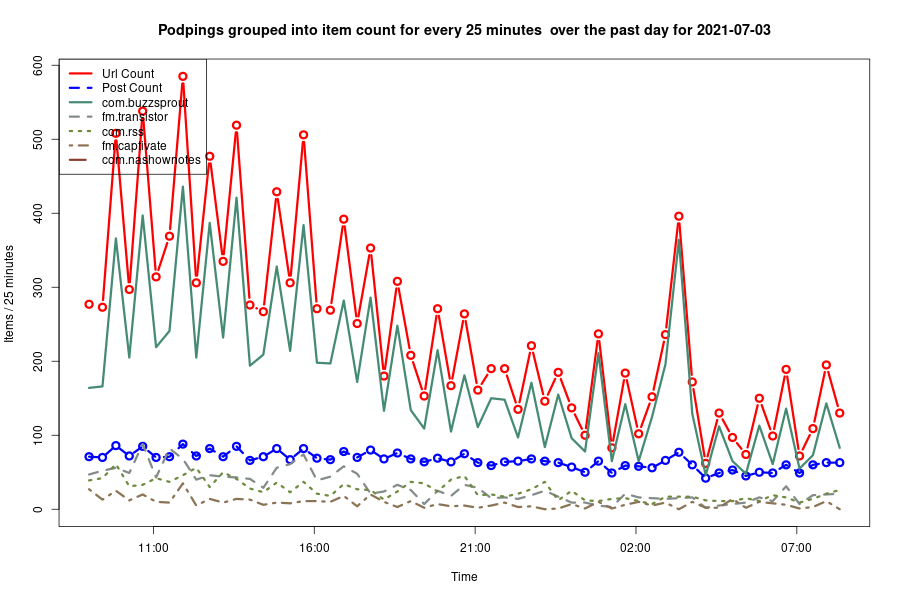 Podpings grouped into item count for every 25 minutes  over the past day for 2021-07-03
Url Count
Post Count
com.buzzsprout
fm.transistor
com.rss
fm.captivate
com.nashownotes
Items / 25 minutes
600
500
400
300
200
100
0
11:00 16:00 21:00 02:00 07:00
Time